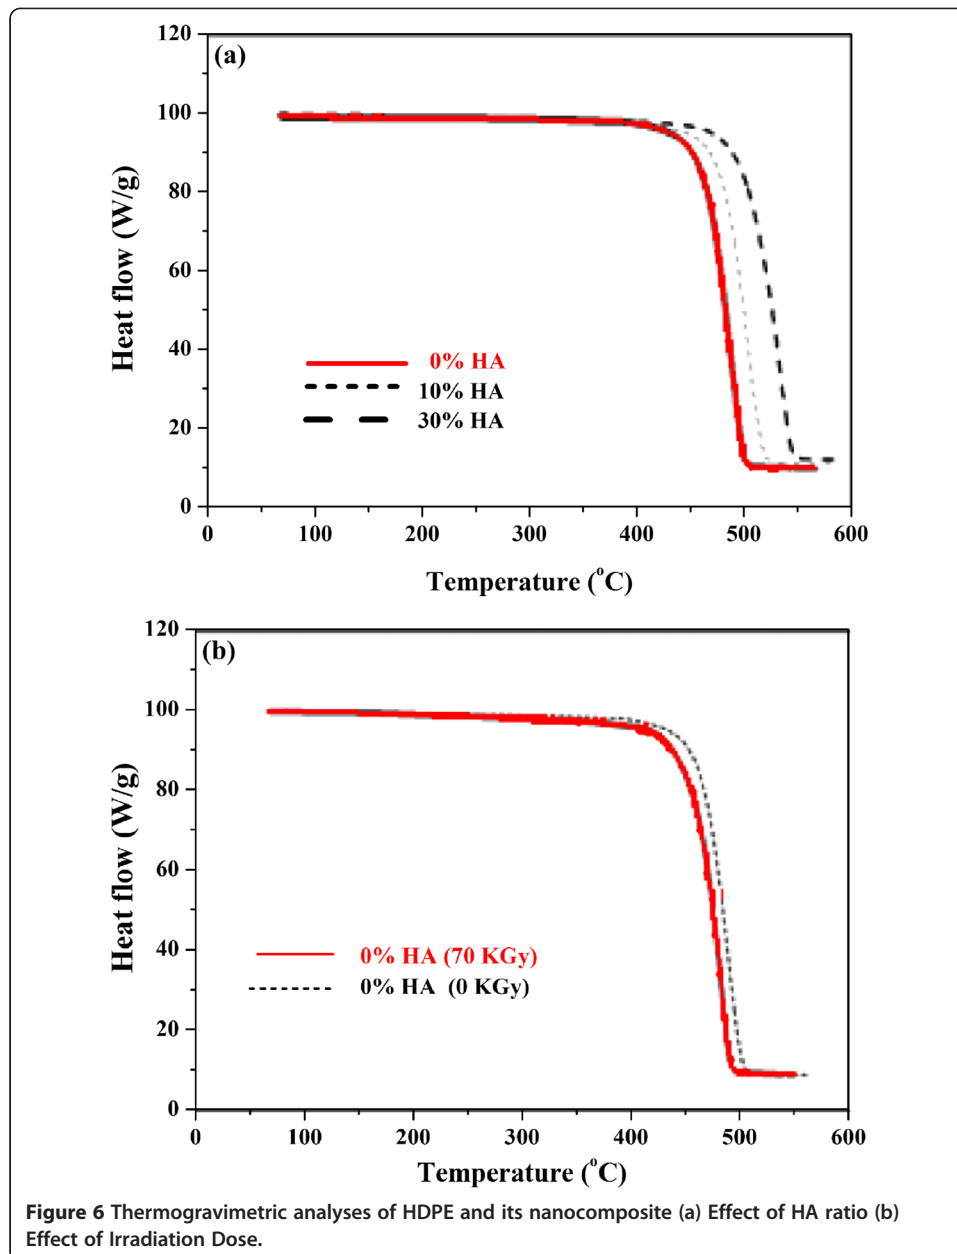 (a)
120
100
80
60
40
20
0
Heat flow (W/g)
0% HA
10% HA
30% HA
0 100 200 300 400 500 600
Temperature (°C)
(b)
120
100
80
60
40
20
0
Heat flow (W/g)
0% HA (70 KGy)
0% HA (0 KGy)
0 100 200 300 400 500 600
Temperature (°C)
Figure 6 Thermogravimetric analyses of HDPE and its nanocomposite (a) Effect of HA ratio (b)
Effect of Irradiation Dose.